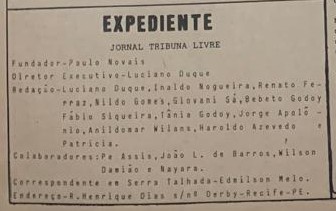 EXPEDIENTE
JORNAL TRIBUNA LIVRE
Fundador-Paulo Novais
Diretor Executivo-Luciano Duque
Redação-Luciano Duque,Inaldo Nogueira,Renato Fe-
rraz,Nildo Gomes,Giovani Sá,Bebeto Godoy
Fábio Siqueira,Tânia Godoy,Jorge Apolô-
nio,Anildomar Wilans,Haroldo Azevedo e
Patricia.
Colaboradores:Pe Assis,João L. de Barros,Wilson
Damião e Nayara.
Correspondente em Serra Talhada-Edmilson Melo.
Endereço-R.Henrique Dias s/nº Derby-Recife-PE.